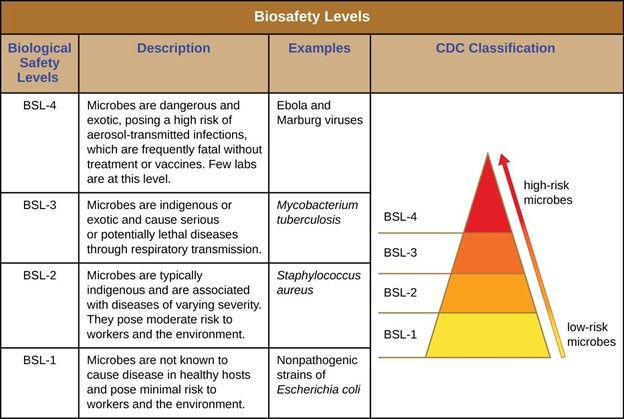 Biosafety Levels
Biological
Safety
Levels
Description
Examples
CDC Classification
BSL-4
Microbes are dangerous and
exotic, posing a high risk of
aerosol-transmitted infections,
which are frequently fatal without
treatment or vaccines. Few labs
are at this level.
Ebola and
Marburg viruses
BSL-3
Microbes are indigenous or
exotic and cause serious
or potentially lethal diseases
through respiratory transmission.
Mycobacterium
tuberculosis
BSL-2
Microbes are typically
indigenous and are associated
with diseases of varying severity.
They pose moderate risk to
workers and the environment.
Staphylococcus
aureus
BSL-1
Microbes are not known to
cause disease in healthy hosts
and pose minimal risk to
workers and the environment.
Nonpathogenic
strains of
Escherichia coli
high-risk
microbes
BSL-4
BSL-3
BSL-2
BSL-1
low-risk
microbes